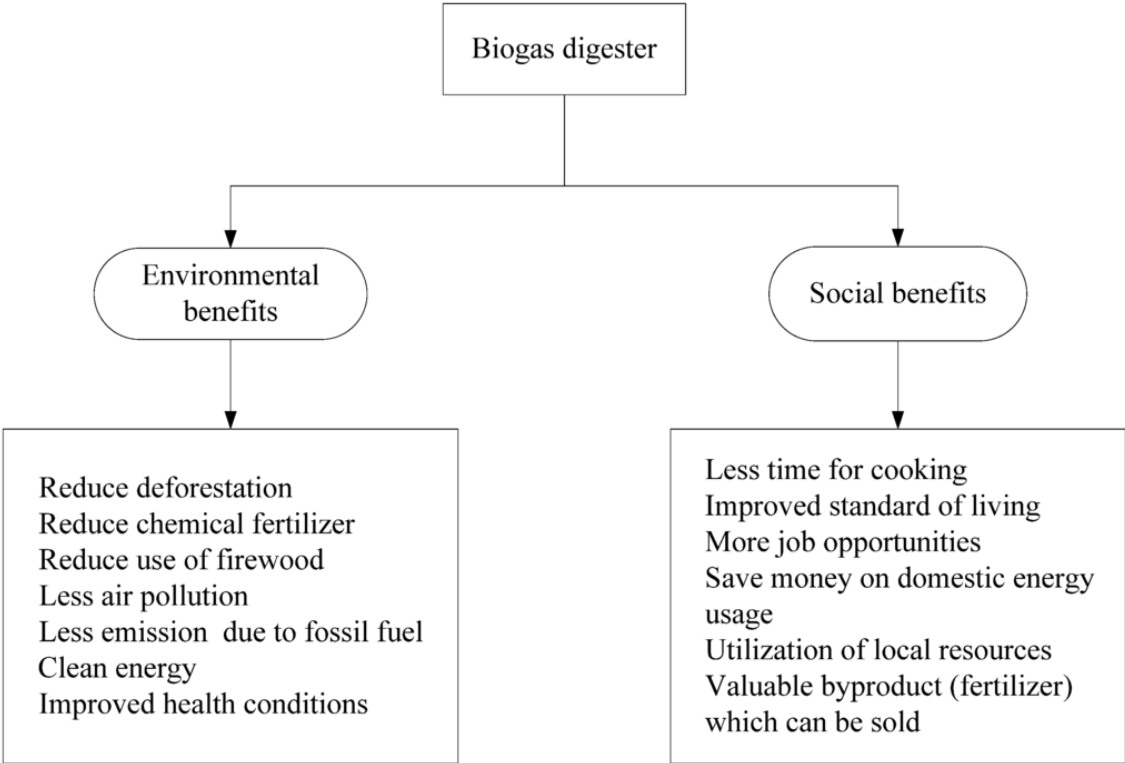 Biogas digester
Environmental
benefits
Social benefits
Reduce deforestation
Reduce chemical fertilizer
Reduce use of firewood
Less air pollution
Less emission due to fossil fuel
Clean energy
Improved health conditions
Less time for cooking
Improved standard of living
More job opportunities
Save money on domestic energy
usage
Utilization of local resources
Valuable byproduct (fertilizer)
which can be sold